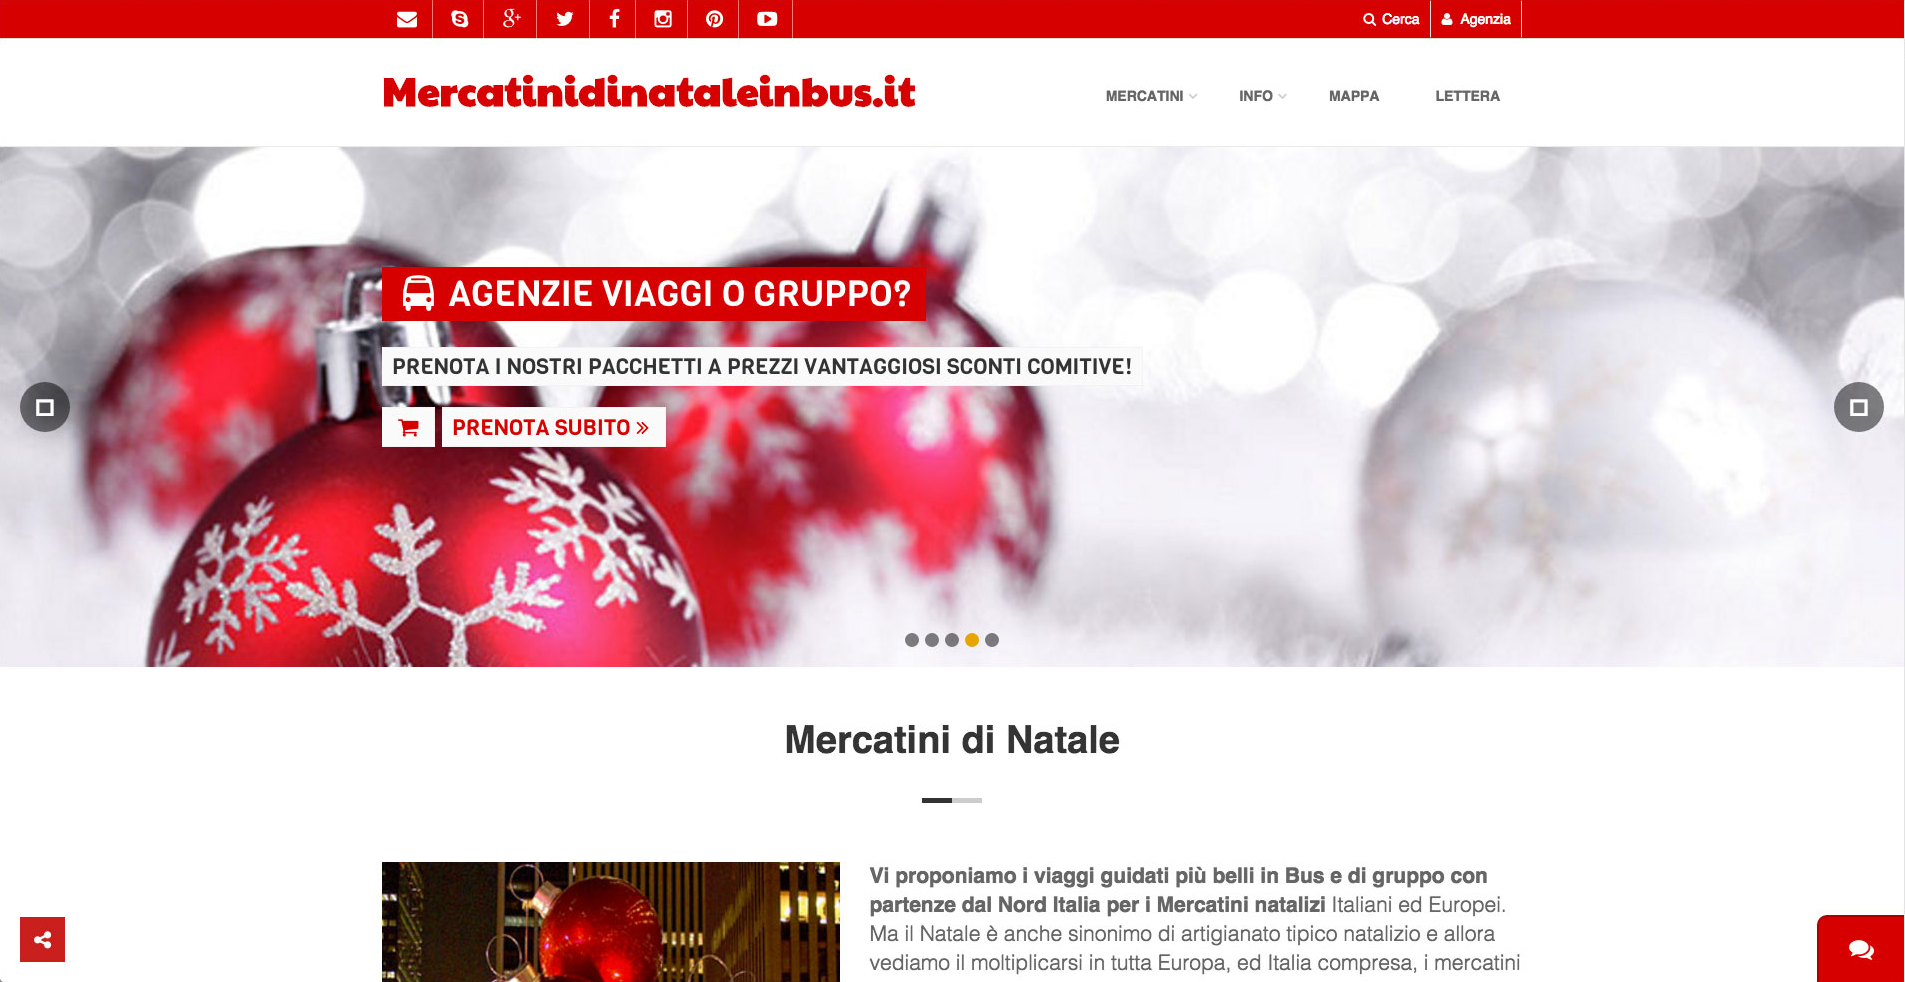 Cerca
Agenzia
Mercatinidinataleinbus.it
MERCATINI
INFO
MAPPA
LETTERA
AGENZIE VIAGGI O GRUPPO?
PRENOTA I NOSTRI PACCHETTI A PREZZI VANTAGGIOSI SCONTI COMITIVE!
PRENOTA SUBITO »
Mercatini di Natale
Vi proponiamo i viaggi guidati più belli in Bus e di gruppo con
partenze dal Nord Italia per i Mercatini natalizi Italiani ed Europei.
Ma il Natale è anche sinonimo di artigianato tipico natalizio e allora
vediamo il moltiplicarsi in tutta Europa, ed Italia compresa, i mercatini